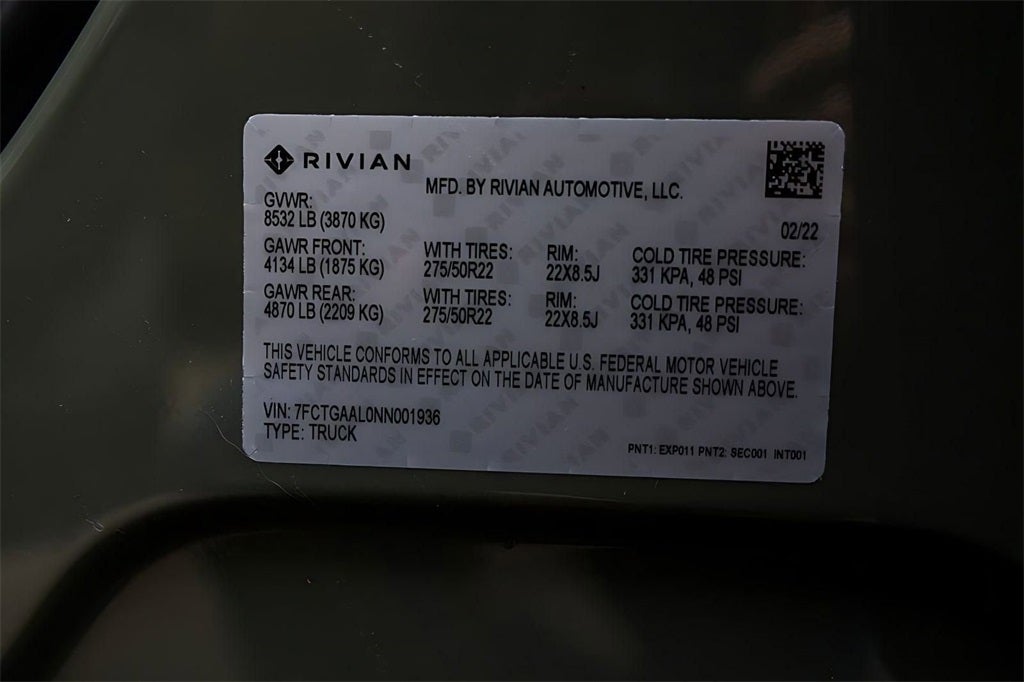 RIVIAN
MFD. BY RIVIAN AUTOMOTIVE, LLC.
GVWR:
8532 LB (3870 KG)
02/22
GAWR FRONT: WITH TIRES: RIM: COLD TIRE PRESSURE:
4134 LB (1875 KG) 275/50R22 22X8.5J 331 KPA, 48 PSI
GAWR REAR: WITH TIRES: RIM: COLD TIRE PRESSURE:
4870 LB (2209 KG) 275/50R22 22X8.5J 331 KPA, 48 PSI
THIS VEHICLE CONFORMS TO ALL APPLICABLE U.S. FEDERAL MOTOR VEHICLE
SAFETY STANDARDS IN EFFECT ON THE DATE OF MANUFACTURE SHOWN ABOVE.
VIN: 7FCTGAAL0NN001936
TYPE: TRUCK
PNT1: EXP011 PNT2: SEC001 INT001